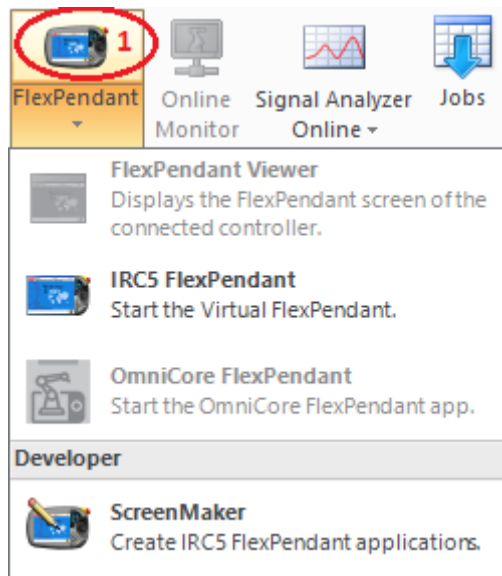 1
FlexPendant
Online Monitor
Signal Analyzer Online
Jobs
FlexPendant Viewer
Displays the FlexPendant screen of the
connected controller.
IRC5 FlexPendant
Start the Virtual FlexPendant.
OmniCore FlexPendant
Start the OmniCore FlexPendant app.
Developer
ScreenMaker
Create IRC5 FlexPendant applications.